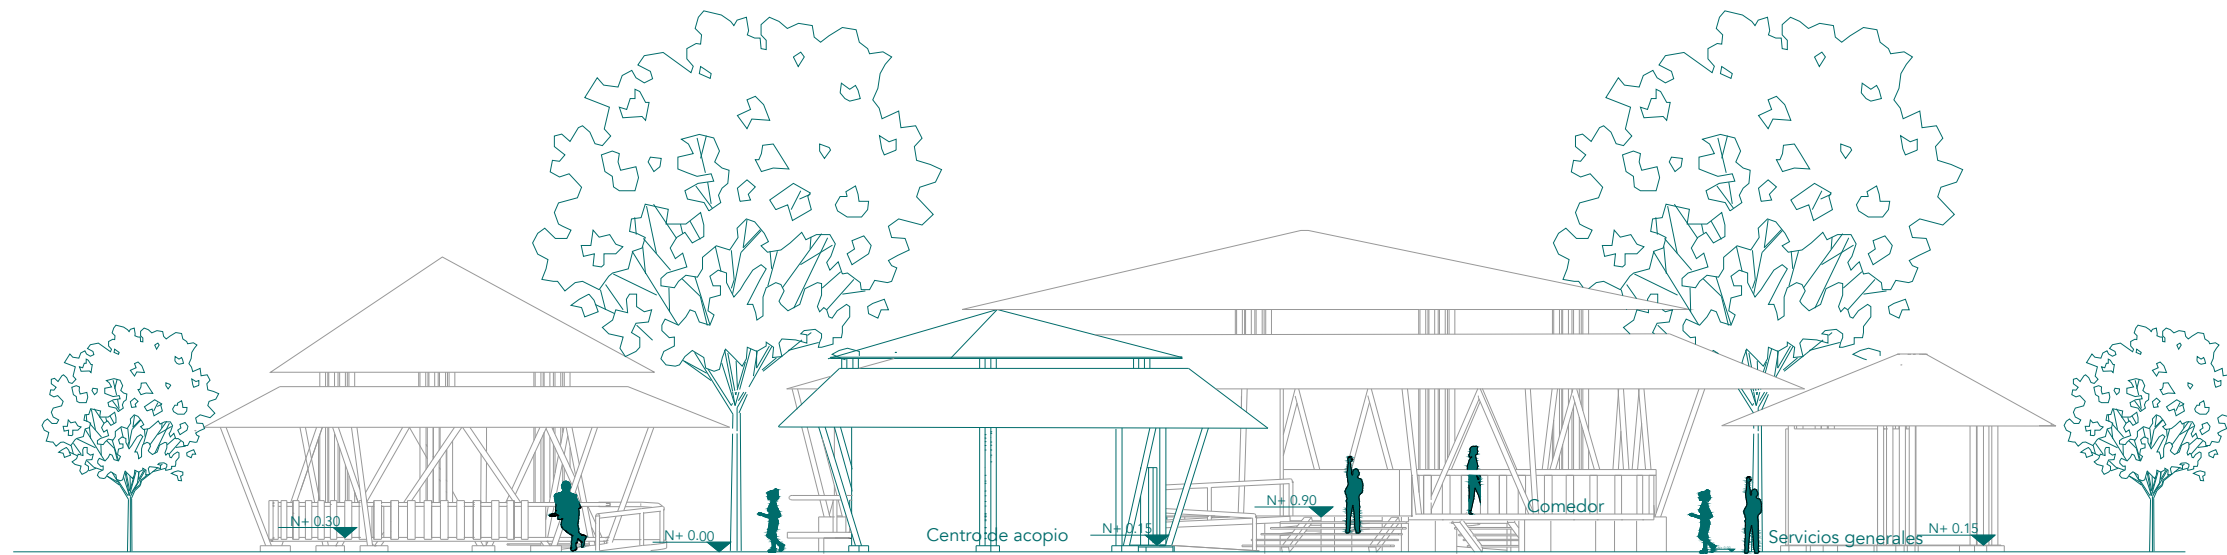 N+ 0.30
N+ 0.00
Centro de acopio
N+ 0.15
N+ 0.90
Comedor
Servicios generales
N+ 0.15